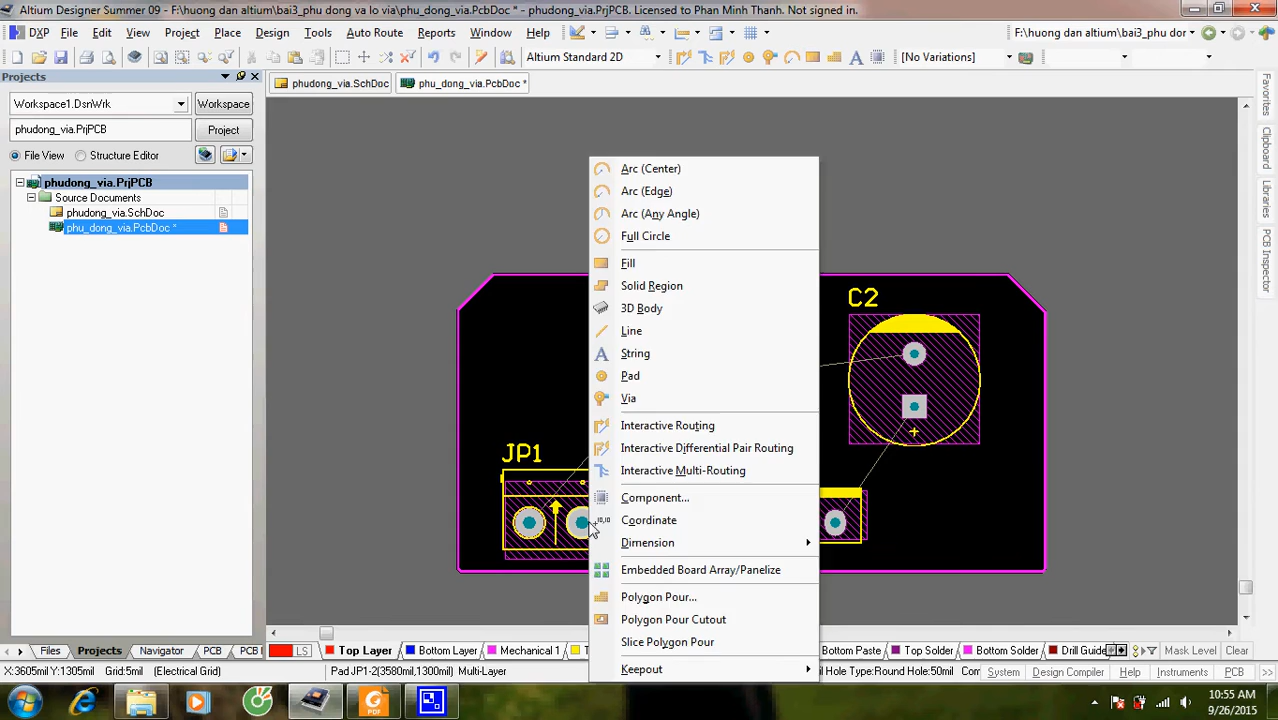 Altium Designer Summer 09 - F:\huong dan altium\bai3_phu dong va lo via\phu_dong_via.PcbDoc * - phudong_via.PrjPCB. Licensed to Phan Minh Thanh. Not signed in.
DXP File Edit View Project Place Design Tools Auto Route Reports Window Help F:\huong dan altium\bai3_phu dor
Altium Standard 2D [No Variations]
Projects
phudong_via.SchDoc phu_dong_via.PcbDoc *
Workspace1.DsnWrk Workspace
phudong_via.PrjPCB Project
File View Structure Editor
phudong_via.PrjPCB
Source Documents
phudong_via.SchDoc
phu_dong_via.PcbDoc *
Arc (Center)
Arc (Edge)
Arc (Any Angle)
Full Circle
Fill
Solid Region
3D Body
Line
String
Pad
Via
Interactive Routing
Interactive Differential Pair Routing
Interactive Multi-Routing
Component...
Coordinate
Dimension
Embedded Board Array/Panelize
Polygon Pour...
Polygon Pour Cutout
Slice Polygon Pour
Keepout
C2
+
JP1
Favorites
Clipboard
Libraries
PCB Inspector
Files Projects Navigator PCB PCB I LS Top Layer Bottom Layer Mechanical 1 T Bottom Paste Top Solder Bottom Solder Drill Guide Mask Level Clear
X:3605mil Y:1305mil Grid:5mil (Electrical Grid) Pad JP1-2(3580mil,1300mil) Multi-Layer Hole Type:Round Hole:50mil) System Design Compiler Help Instruments PCB >>
10:55 AM
9/26/2015